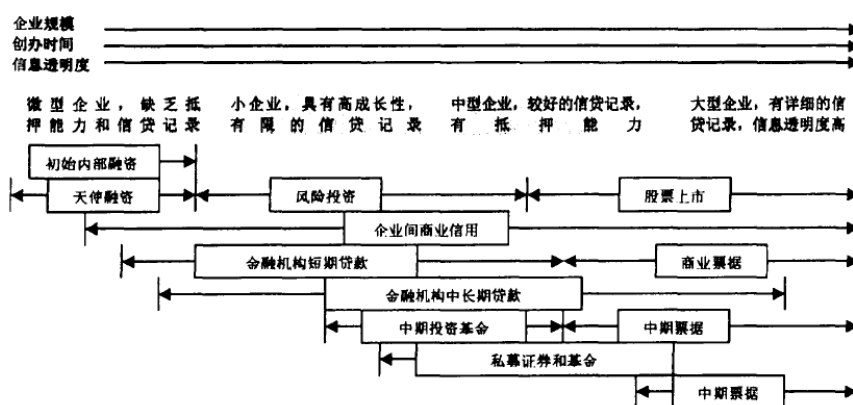 企业规模
创办时间
信息透明度
微型企业，缺乏抵 小企业，具有高成长性， 中型企业，较好的信贷记录， 大型企业，有详细的信
押能力和信贷记录 有限的信贷记录 有抵押能力 贷记录，信息透明度高
初始内部融资
天使融资 风险投资 股票上市
企业间商业信用
金融机构短期贷款 商业票据
金融机构中长期贷款
中期投资基金 中期票据
私募证券和基金
中期票据